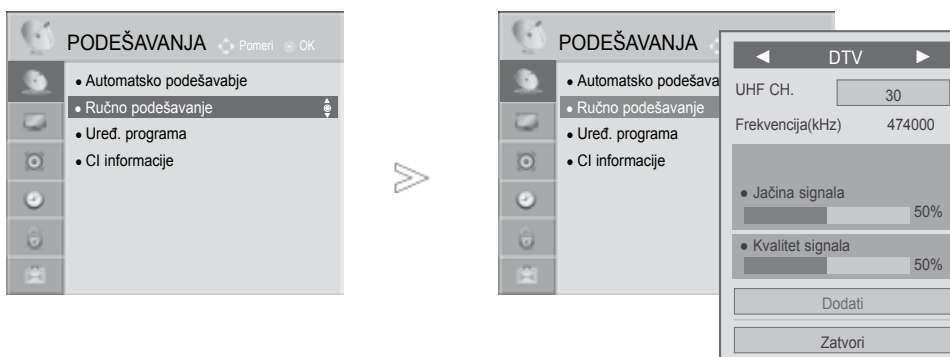 PODEŠAVANJA Pomeri OK
● Automatsko podešavabje
● Ručno podešavanje
● Uređ. programa
● CI informacije
PODEŠAVANJA
● Automatsko podešava
● Ručno podešavanje
● Uređ. programa
● CI informacije
◄ DTV ►
UHF CH. 30
Frekvencija(kHz) 474000
● Jačina signala
50%
● Kvalitet signala
50%
Dodati
Zatvori